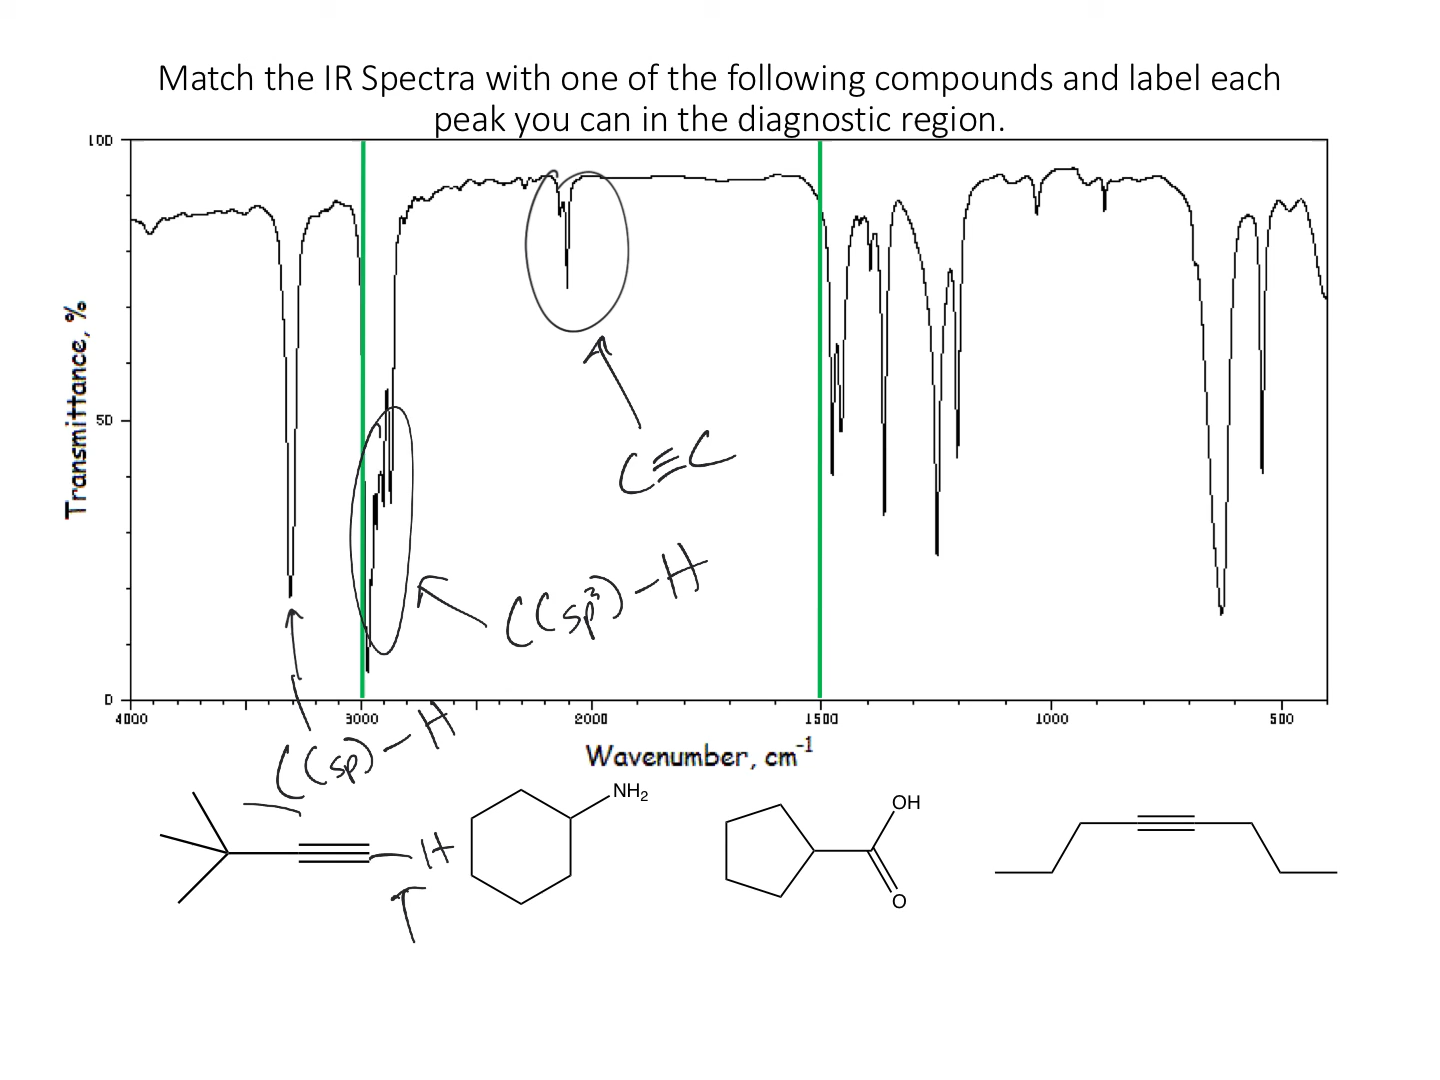 Match the IR Spectra with one of the following compounds and label each
peak you can in the diagnostic region.
100
50
0
Transmittance, %
C≡C
C(sp³)-H
4000 3000 2000 1500 1000 500
C(sp)-H
Wavenumber, cm-1
NH2
OH
H
O